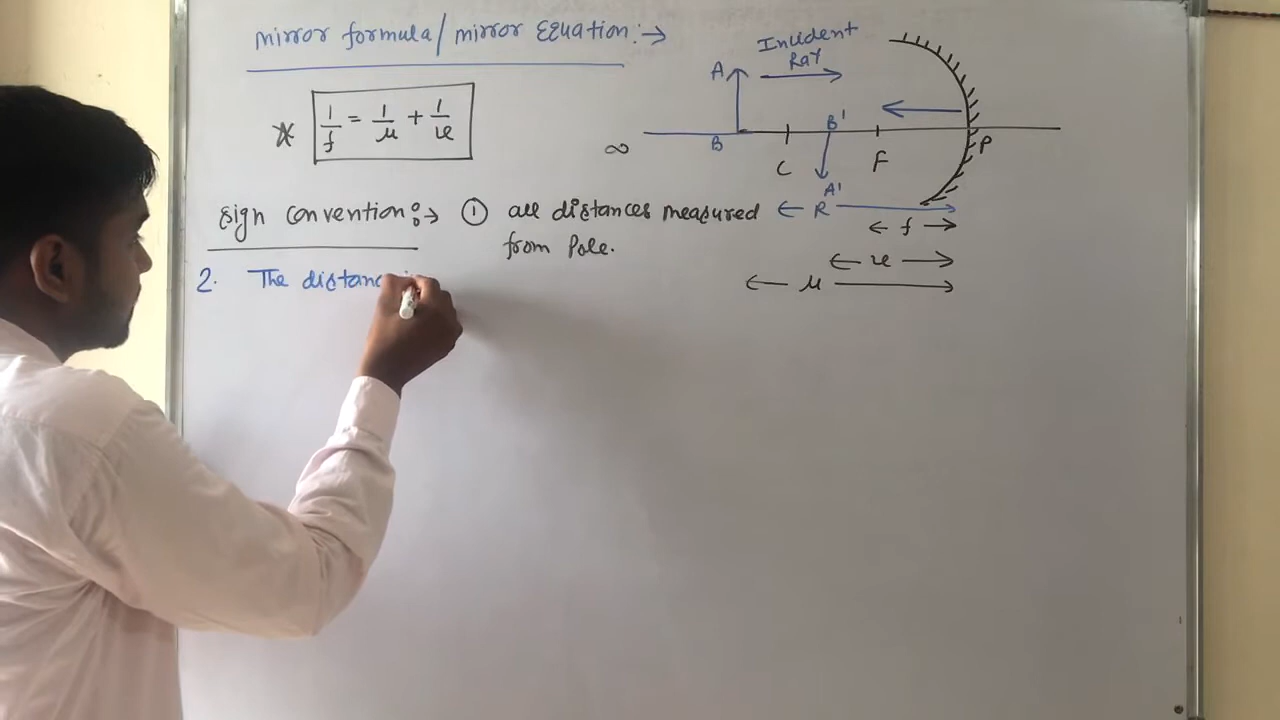 mirror formula/ mirror Equation:→
* 1/f = 1/u + 1/v
sign convention:→ ① all distances measured
from Pole.
2. The distanc
Incident
Ray
A
B
B'
A'
∞
C
F
P
← R →
← f →
← v →
← u →